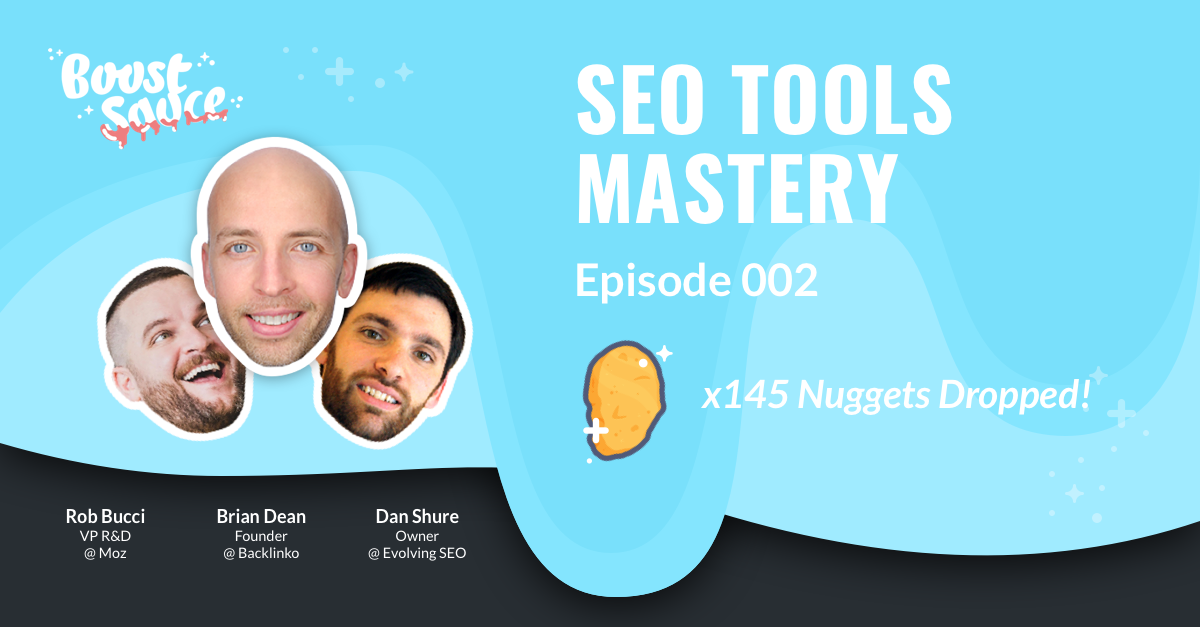 Boost
Sauce
SEO TOOLS
MASTERY
Episode 002
x145 Nuggets Dropped!
Rob Bucci
VP R&D
@ Moz
Brian Dean
Founder
@ Backlinko
Dan Shure
Owner
@ Evolving SEO